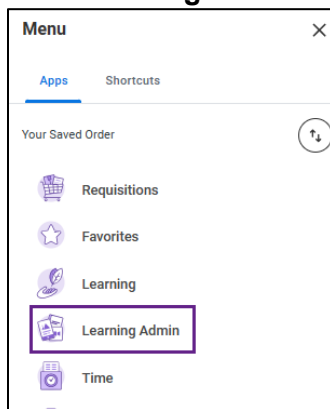 Menu
Apps Shortcuts
Your Saved Order
Requisitions
Favorites
Learning
Learning Admin
Time